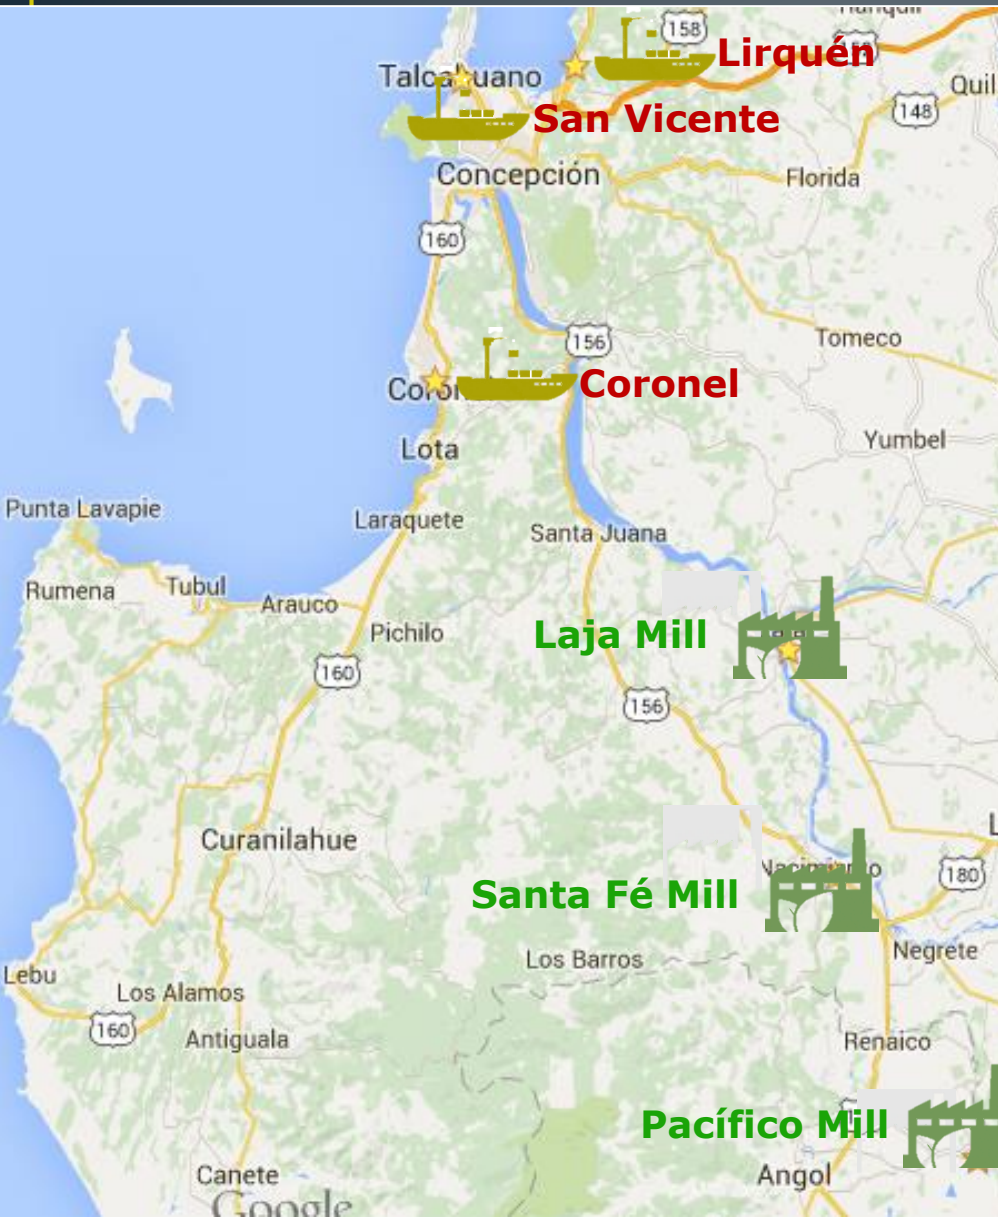 158
Lirquén
Talcahuano
San Vicente
148
Concepción
Florida
160
156
Tomeco
Coronel
Yumbel
Lota
Punta Lavapie
Laraquete
Santa Juana
Rumena
Tubul
Arauco
Pichilo
Laja Mill
160
156
Curanilahue
180
Santa Fé Mill
Negrete
Los Barros
Lebu
Los Alamos
160
Antiguala
Renaico
Pacífico Mill
Angol
Canete
Google